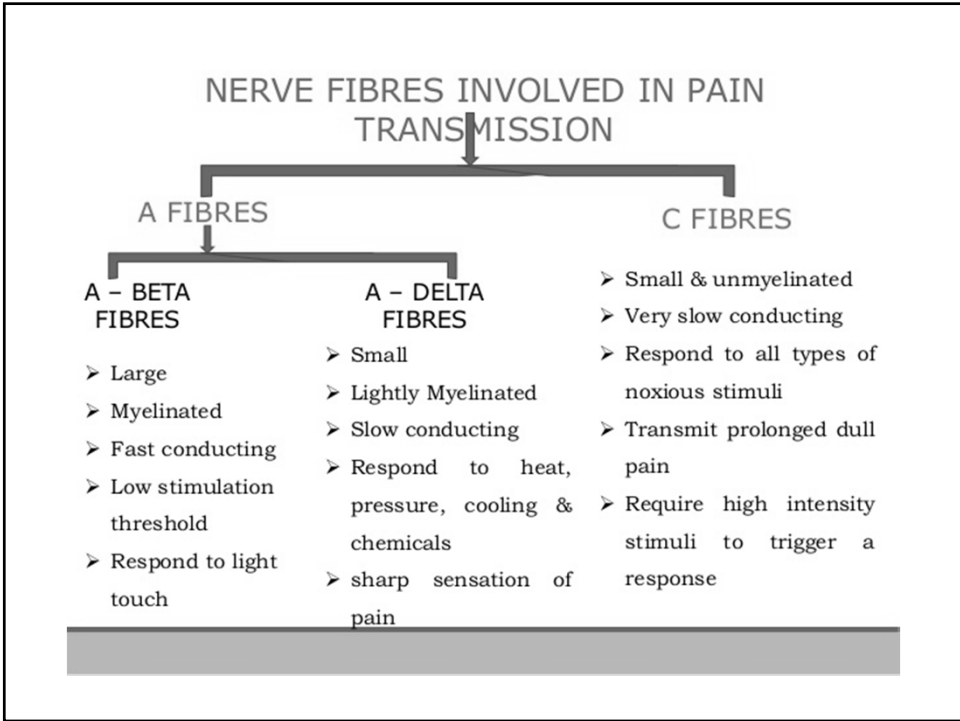 NERVE FIBRES INVOLVED IN PAIN
TRANSMISSION
A FIBRES
A – BETA
FIBRES
➢ Large
➢ Myelinated
➢ Fast conducting
➢ Low stimulation
threshold
➢ Respond to light
touch
A – DELTA
FIBRES
➢ Small
➢ Lightly Myelinated
➢ Slow conducting
➢ Respond to heat,
pressure, cooling &
chemicals
➢ sharp sensation of
pain
C FIBRES
➢ Small & unmyelinated
➢ Very slow conducting
➢ Respond to all types of
noxious stimuli
➢ Transmit prolonged dull
pain
➢ Require high intensity
stimuli to trigger a
response